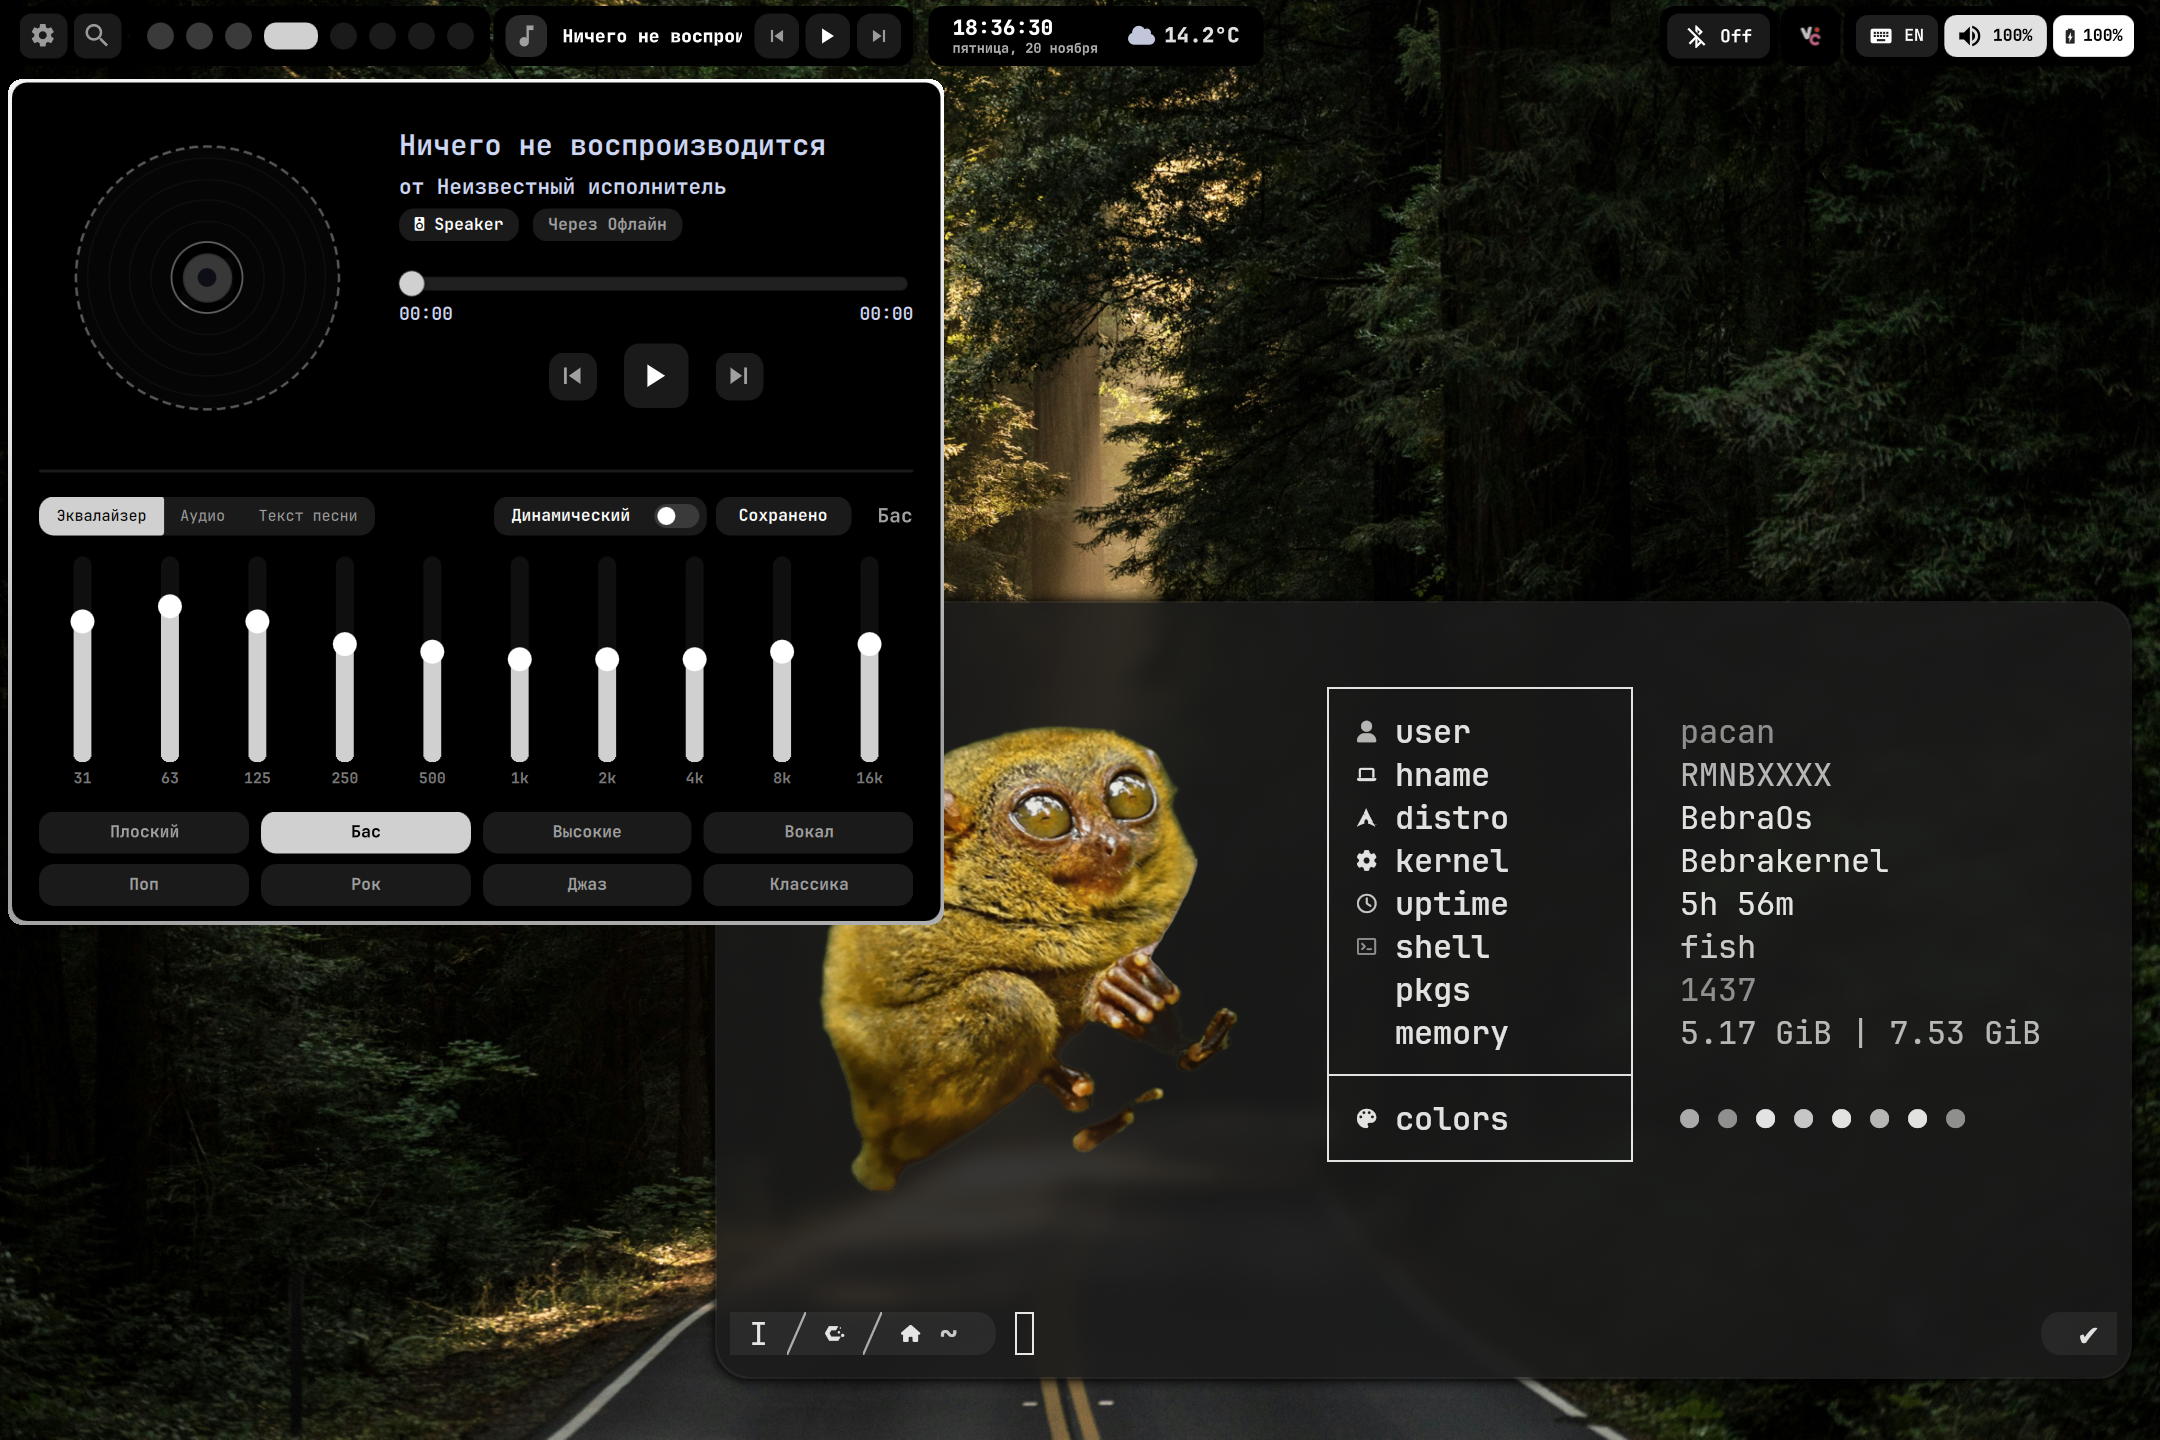 Ничего не воспрои
18:36:30
пятница, 20 ноября
14.2°C
Off
EN
100%
100%
Ничего не воспроизводится
от Неизвестный исполнитель
Speaker
Через Офлайн
00:00
00:00
Эквалайзер
Аудио
Текст песни
Динамический
Сохранено
Бас
31 63 125 250 500 1k 2k 4k 8k 16k
Плоский Бас Высокие Вокал
Поп Рок Джаз Классика
user pacan
hname RMNBXXXX
distro BebraOs
kernel Bebrakernel
uptime 5h 56m
shell fish
pkgs 1437
memory 5.17 GiB | 7.53 GiB
colors
~